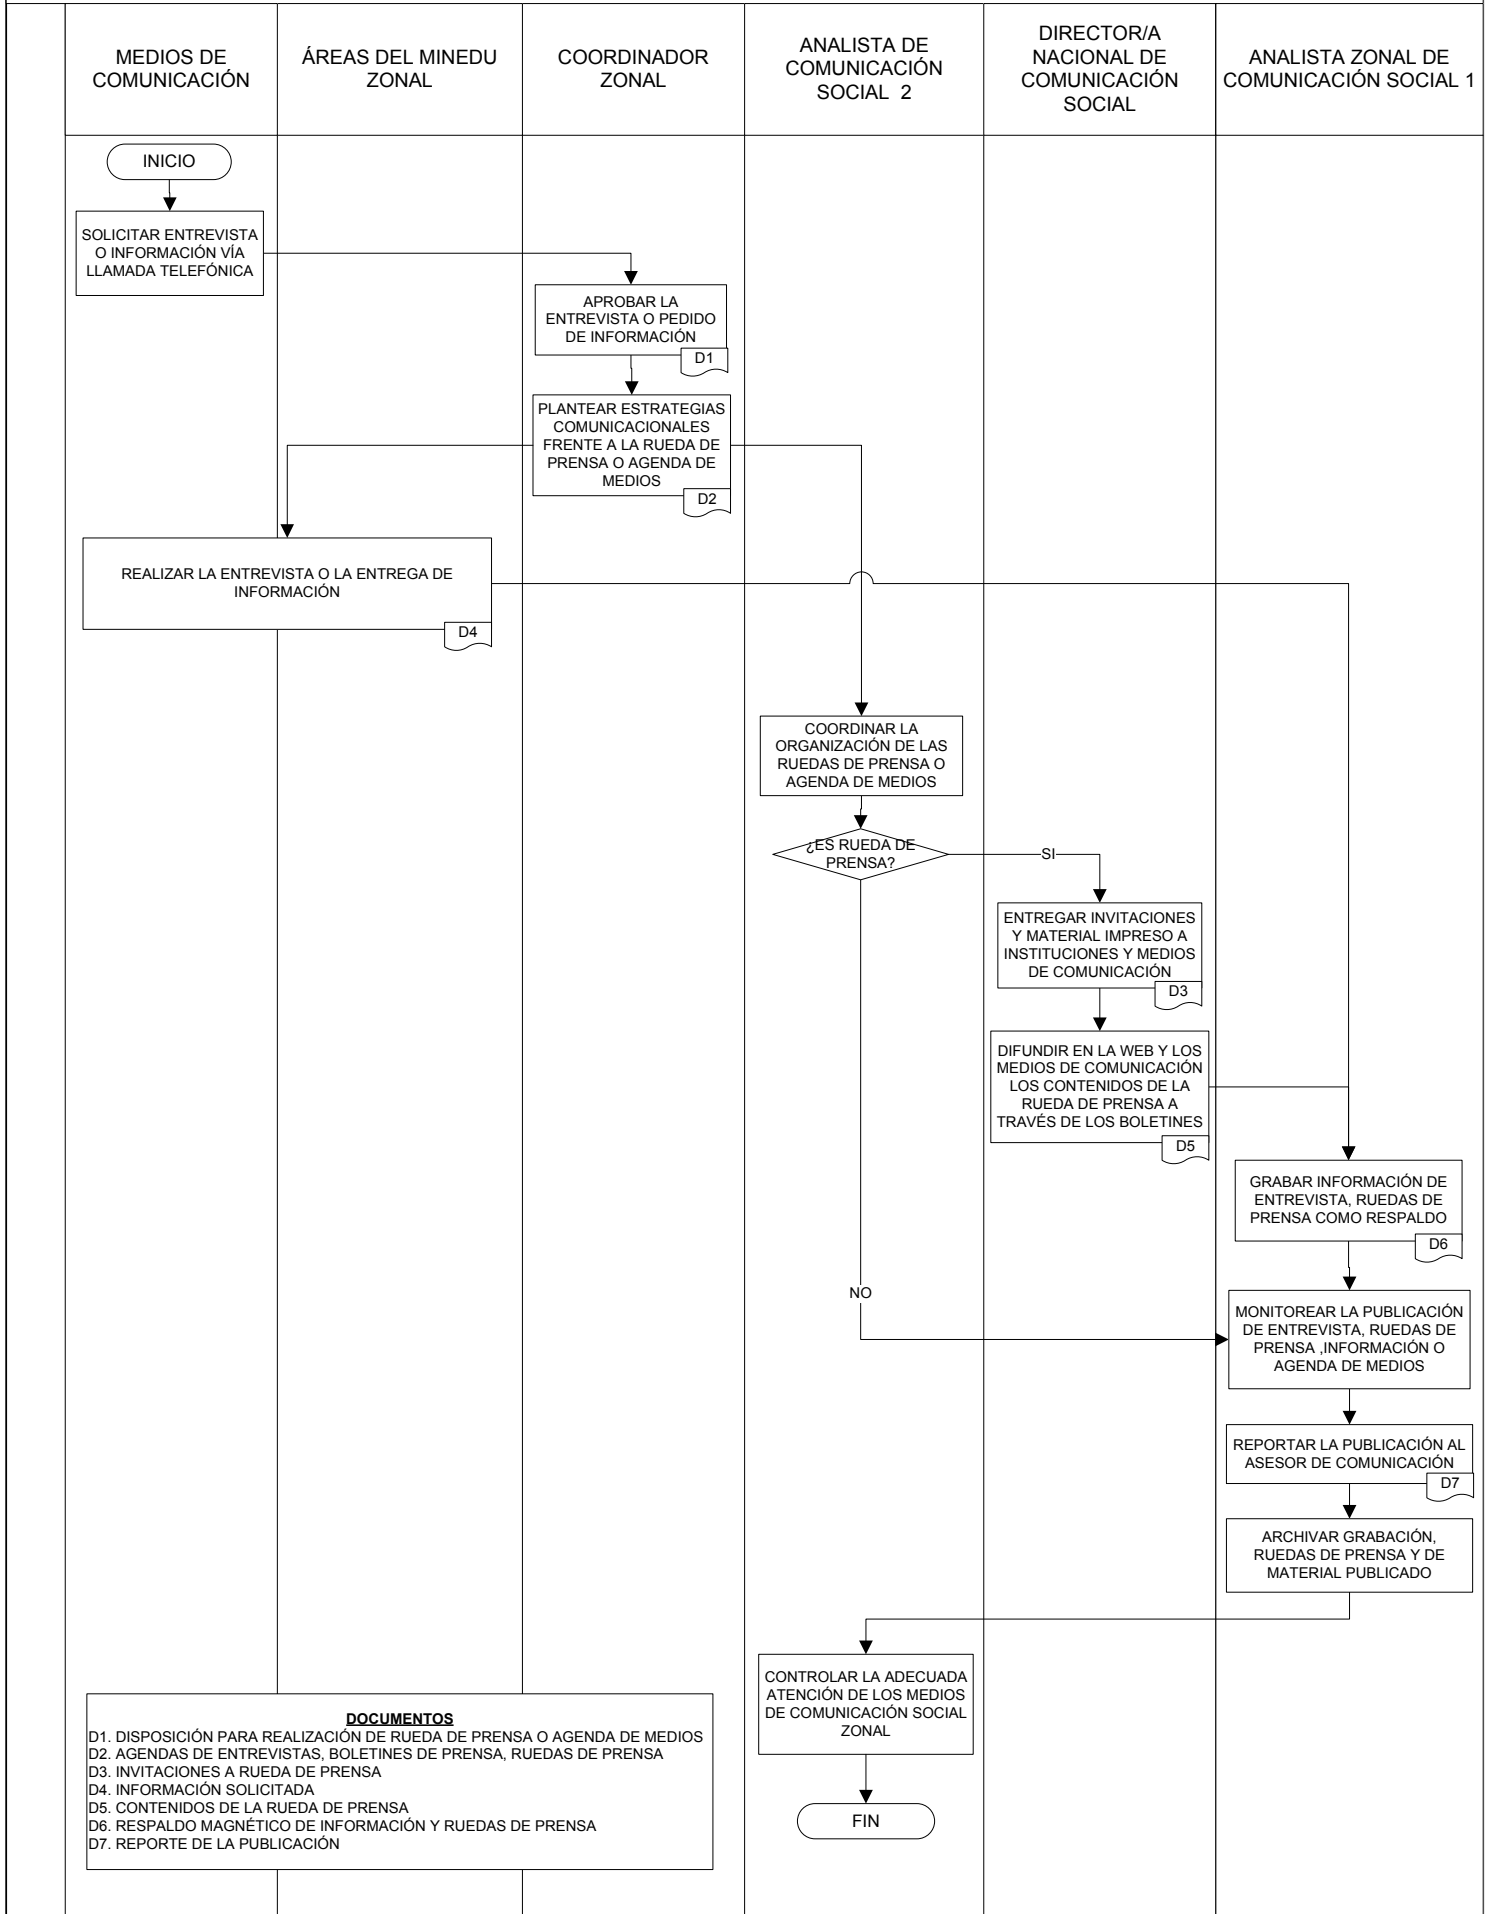 MEDIOS DE
COMUNICACIÓN
ÁREAS DEL MINEDU
ZONAL
COORDINADOR
ZONAL
ANALISTA DE
COMUNICACIÓN
SOCIAL 2
DIRECTOR/A
NACIONAL DE
COMUNICACIÓN
SOCIAL
ANALISTA ZONAL DE
COMUNICACIÓN SOCIAL 1
INICIO
SOLICITAR ENTREVISTA
O INFORMACIÓN VÍA
LLAMADA TELEFÓNICA
APROBAR LA
ENTREVISTA O PEDIDO
DE INFORMACIÓN
D1
PLANTEAR ESTRATEGIAS
COMUNICACIONALES
FRENTE A LA RUEDA DE
PRENSA O AGENDA DE
MEDIOS
D2
REALIZAR LA ENTREVISTA O LA ENTREGA DE
INFORMACIÓN
D4
COORDINAR LA
ORGANIZACIÓN DE LAS
RUEDAS DE PRENSA O
AGENDA DE MEDIOS
¿ES RUEDA DE
PRENSA?
SI
ENTREGAR INVITACIONES
Y MATERIAL IMPRESO A
INSTITUCIONES Y MEDIOS
DE COMUNICACIÓN
D3
DIFUNDIR EN LA WEB Y LOS
MEDIOS DE COMUNICACIÓN
LOS CONTENIDOS DE LA
RUEDA DE PRENSA A
TRAVÉS DE LOS BOLETINES
D5
GRABAR INFORMACIÓN DE
ENTREVISTA, RUEDAS DE
PRENSA COMO RESPALDO
D6
NO
MONITOREAR LA PUBLICACIÓN
DE ENTREVISTA, RUEDAS DE
PRENSA ,INFORMACIÓN O
AGENDA DE MEDIOS
REPORTAR LA PUBLICACIÓN AL
ASESOR DE COMUNICACIÓN
D7
ARCHIVAR GRABACIÓN,
RUEDAS DE PRENSA Y DE
MATERIAL PUBLICADO
CONTROLAR LA ADECUADA
ATENCIÓN DE LOS MEDIOS
DE COMUNICACIÓN SOCIAL
ZONAL
FIN
DOCUMENTOS
D1. DISPOSICIÓN PARA REALIZACIÓN DE RUEDA DE PRENSA O AGENDA DE MEDIOS
D2. AGENDAS DE ENTREVISTAS, BOLETINES DE PRENSA, RUEDAS DE PRENSA
D3. INVITACIONES A RUEDA DE PRENSA
D4. INFORMACIÓN SOLICITADA
D5. CONTENIDOS DE LA RUEDA DE PRENSA
D6. RESPALDO MAGNÉTICO DE INFORMACIÓN Y RUEDAS DE PRENSA
D7. REPORTE DE LA PUBLICACIÓN